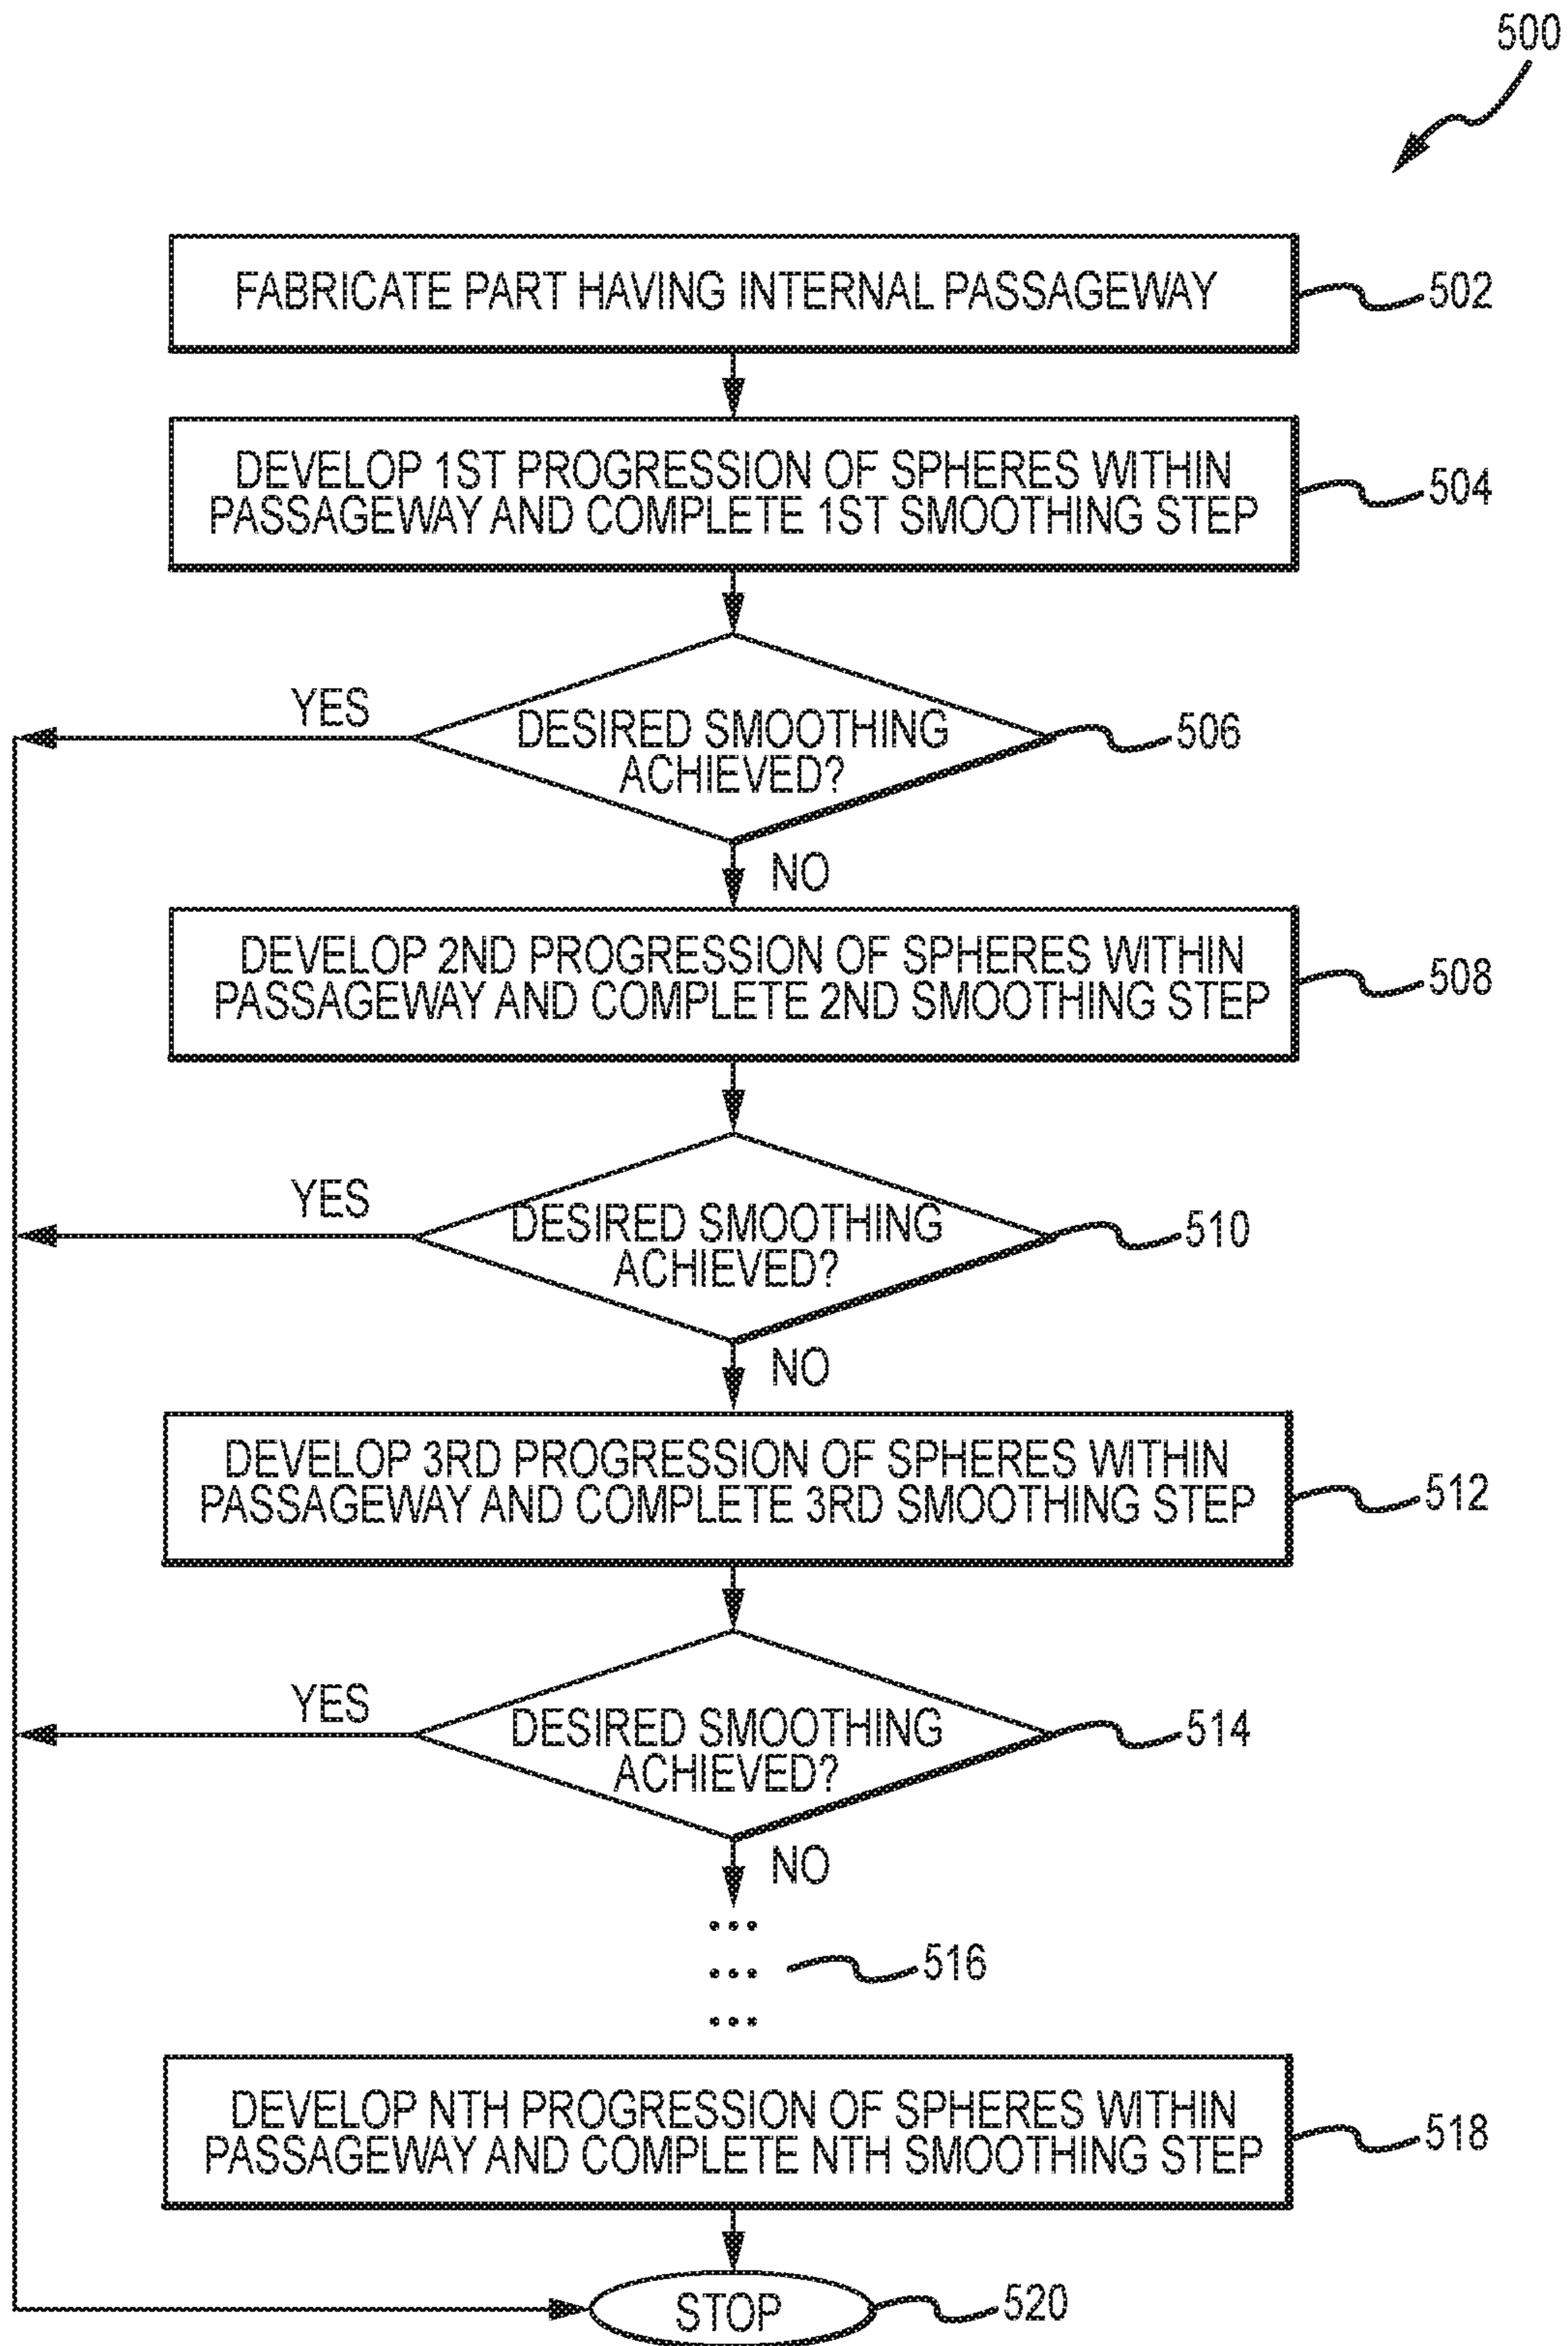 500
FABRICATE PART HAVING INTERNAL PASSAGEWAY
502
DEVELOP 1ST PROGRESSION OF SPHERES WITHIN
PASSAGEWAY AND COMPLETE 1ST SMOOTHING STEP
504
YES
DESIRED SMOOTHING
ACHIEVED?
506
NO
DEVELOP 2ND PROGRESSION OF SPHERES WITHIN
PASSAGEWAY AND COMPLETE 2ND SMOOTHING STEP
508
YES
DESIRED SMOOTHING
ACHIEVED?
510
NO
DEVELOP 3RD PROGRESSION OF SPHERES WITHIN
PASSAGEWAY AND COMPLETE 3RD SMOOTHING STEP
512
YES
DESIRED SMOOTHING
ACHIEVED?
514
NO
...
...
516
...
DEVELOP NTH PROGRESSION OF SPHERES WITHIN
PASSAGEWAY AND COMPLETE NTH SMOOTHING STEP
518
STOP
520